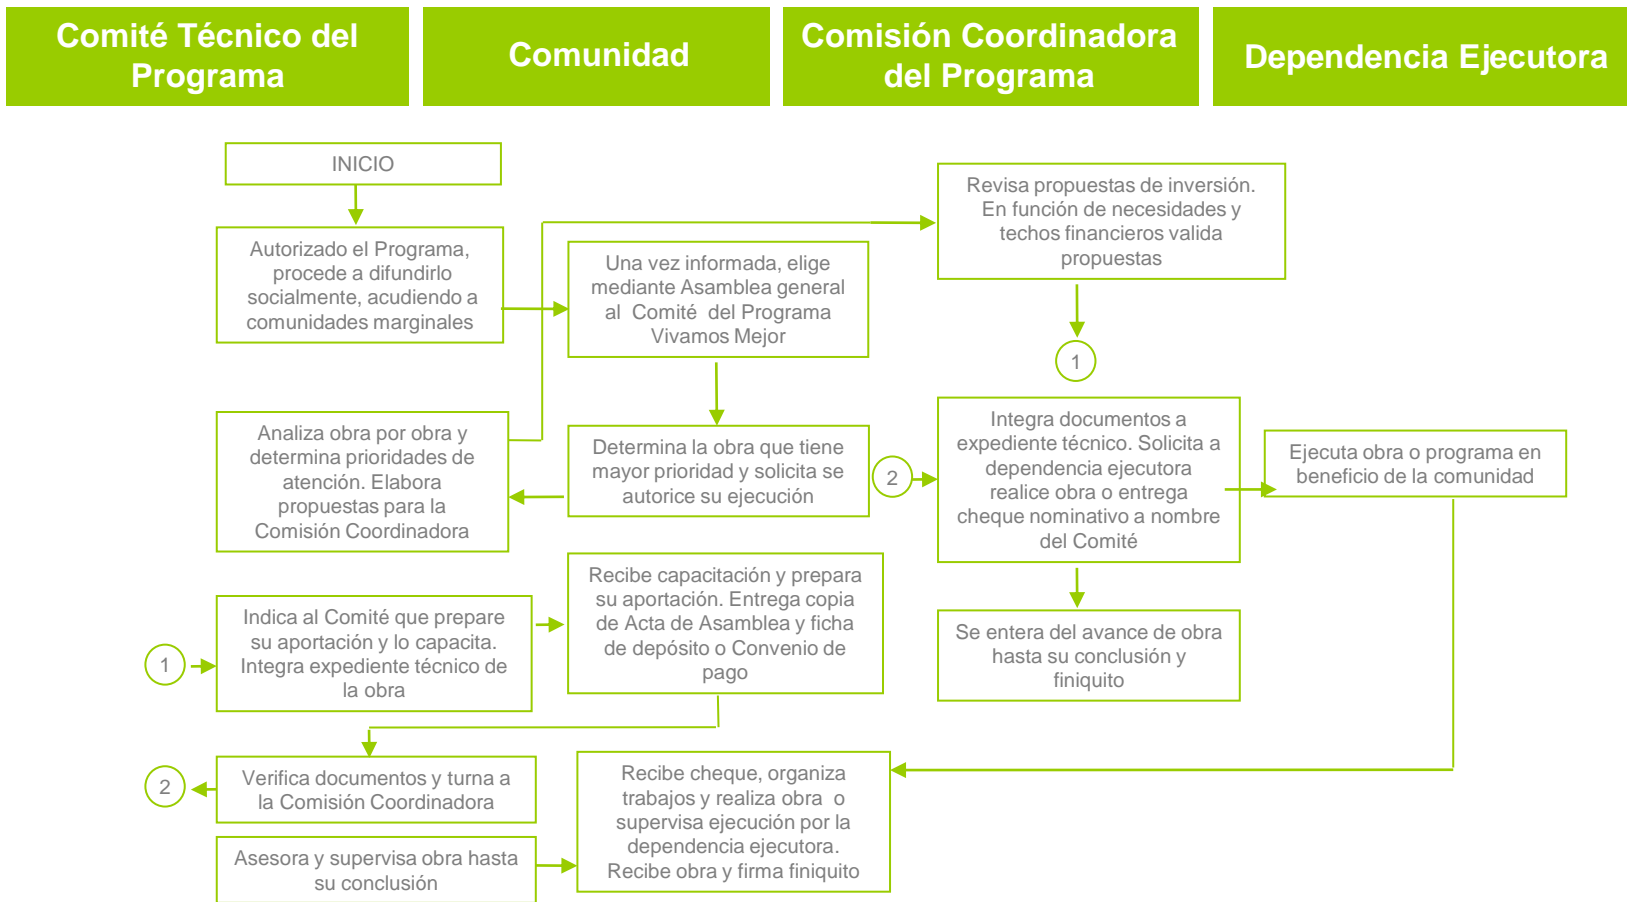 Comité Técnico del
Programa
Comunidad
Comisión Coordinadora
del Programa
Dependencia Ejecutora
INICIO
Autorizado el Programa,
procede a difundirlo
socialmente, acudiendo a
comunidades marginales
Una vez informada, elige
mediante Asamblea general
al Comité del Programa
Vivamos Mejor
Revisa propuestas de inversión.
En función de necesidades y
techos financieros valida
propuestas
1
Analiza obra por obra y
determina prioridades de
atención. Elabora
propuestas para la
Comisión Coordinadora
Determina la obra que tiene
mayor prioridad y solicita se
autorice su ejecución
2
Integra documentos a
expediente técnico. Solicita a
dependencia ejecutora
realice obra o entrega
cheque nominativo a nombre
del Comité
Ejecuta obra o programa en
beneficio de la comunidad
1
Indica al Comité que prepare
su aportación y lo capacita.
Integra expediente técnico de
la obra
Recibe capacitación y prepara
su aportación. Entrega copia
de Acta de Asamblea y ficha
de depósito o Convenio de
pago
Se entera del avance de obra
hasta su conclusión y
finiquito
2
Verifica documentos y turna a
la Comisión Coordinadora
Recibe cheque, organiza
trabajos y realiza obra o
supervisa ejecución por la
dependencia ejecutora.
Recibe obra y firma finiquito
Asesora y supervisa obra hasta
su conclusión